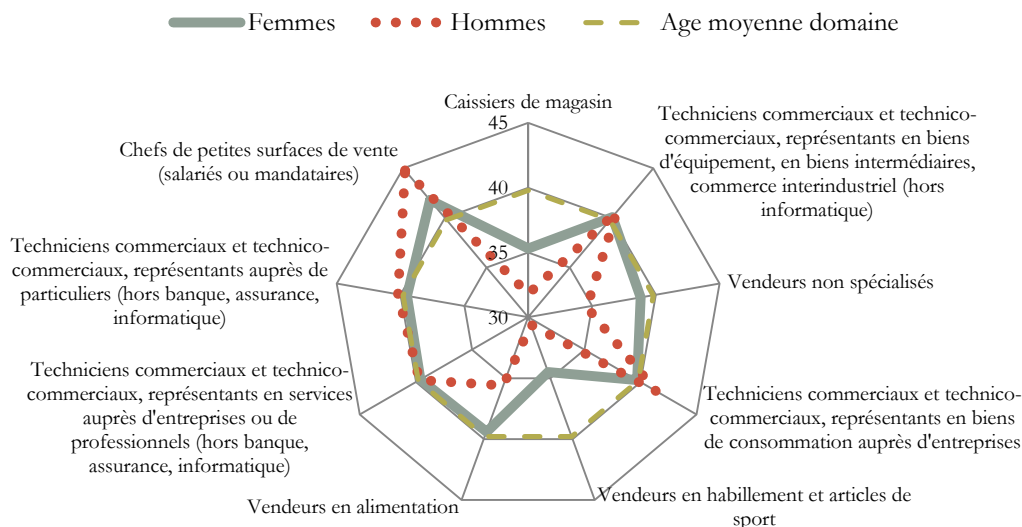 Femmes
Hommes
Age moyenne domaine
Caissiers de magasin
45
40
35
30
Techniciens commerciaux et technico-
commerciaux, représentants en biens
d'équipement, en biens intermédiaires,
commerce interindustriel (hors
informatique)
Vendeurs non spécialisés
Techniciens commerciaux et technico-
commerciaux, représentants en biens
de consommation auprès d'entreprises
Vendeurs en habillement et articles de
sport
Vendeurs en alimentation
Techniciens commerciaux et technico-
commerciaux, représentants en services
auprès d'entreprises ou de
professionnels (hors banque,
assurance, informatique)
Techniciens commerciaux et technico-
commerciaux, représentants auprès de
particuliers (hors banque, assurance,
informatique)
Chefs de petites surfaces de vente
(salariés ou mandataires)